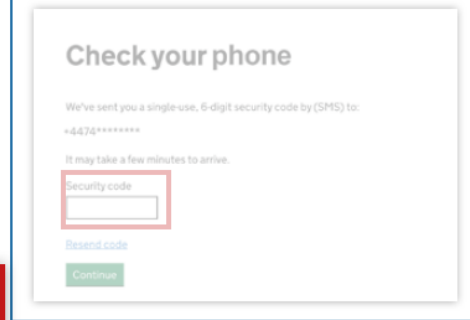 Check your phone
We've sent you a single-use, 6-digit security code by (SMS) to:
+4474********
It may take a few minutes to arrive.
Security code
Resend code
Continue